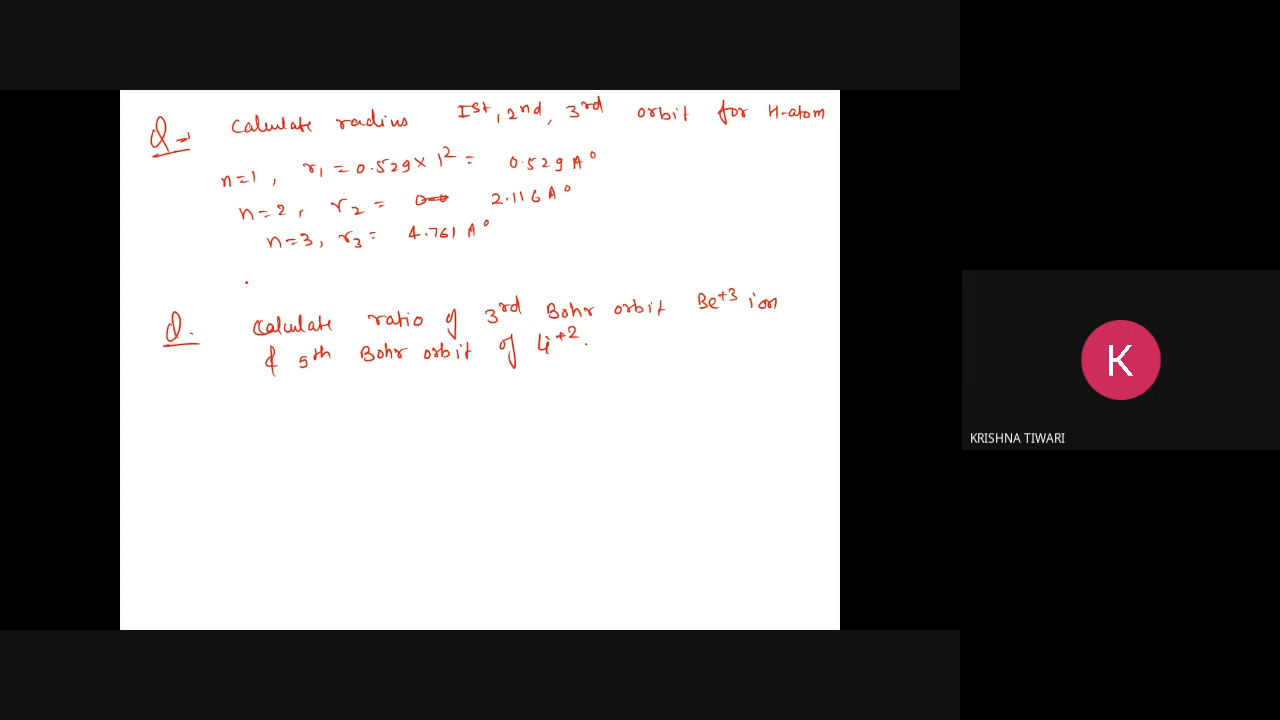 Q- Calculate radius Ist, 2nd, 3rd orbit for H-atom
n=1, r1 = 0.529 × 1² = 0.529 A°
n=2, r2 = 2.116 A°
n=3, r3 = 4.761 A°
Q. Calculate ratio of 3rd Bohr orbit Be+3 ion
& 5th Bohr orbit of Li+2.
K
KRISHNA TIWARI